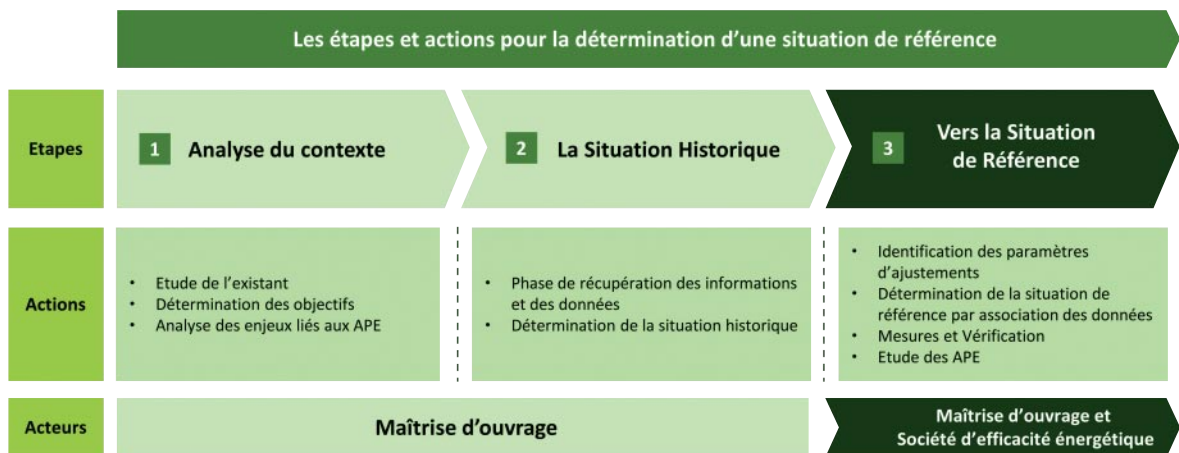 Les étapes et actions pour la détermination d’une situation de référence
Etapes
1 Analyse du contexte
2 La Situation Historique
3 Vers la Situation
de Référence
Actions
• Etude de l’existant
• Détermination des objectifs
• Analyse des enjeux liés aux APE
• Phase de récupération des informations
et des données
• Détermination de la situation historique
• Identification des paramètres
d’ajustements
• Détermination de la situation de
référence par association des données
• Mesures et Vérification
• Etude des APE
Acteurs
Maîtrise d’ouvrage
Maîtrise d’ouvrage et
Société d’efficacité énergétique